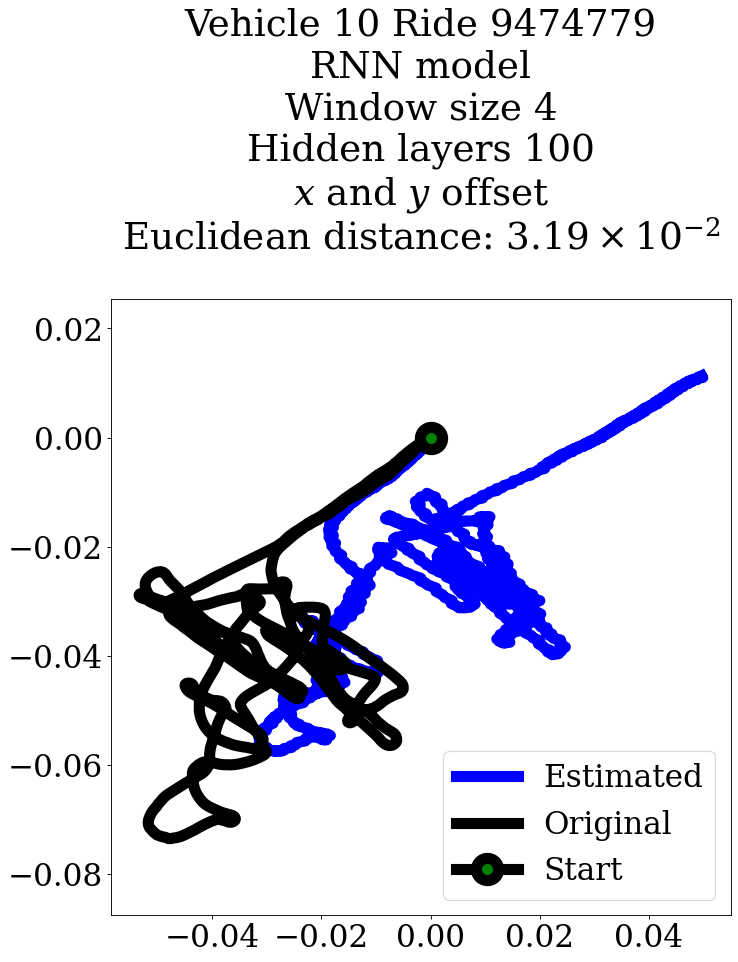 Vehicle 10 Ride 9474779
RNN model
Window size 4
Hidden layers 100
x and y offset
Euclidean distance: 3.19 × 10⁻²
0.02
0.00
−0.02
−0.04
−0.06
−0.08
Estimated
Original
Start
−0.04 −0.02 0.00 0.02 0.04